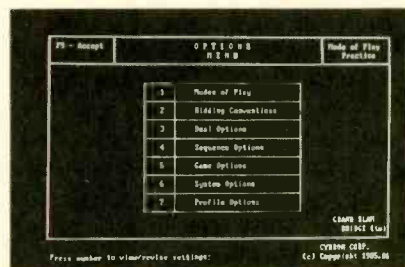 F5 - Accept
OPTIONS
MENU
Mode of Play
Practice
1 Modes of Play
2 Bidding Conventions
3 Deal Options
4 Sequence Options
5 Game Options
6 System Options
7 Profile Options
GRAND SLAM
BRIDGE (tm)
CYBRON CORP.
Press number to view/revise settings:
(c) Copyright 1985,86